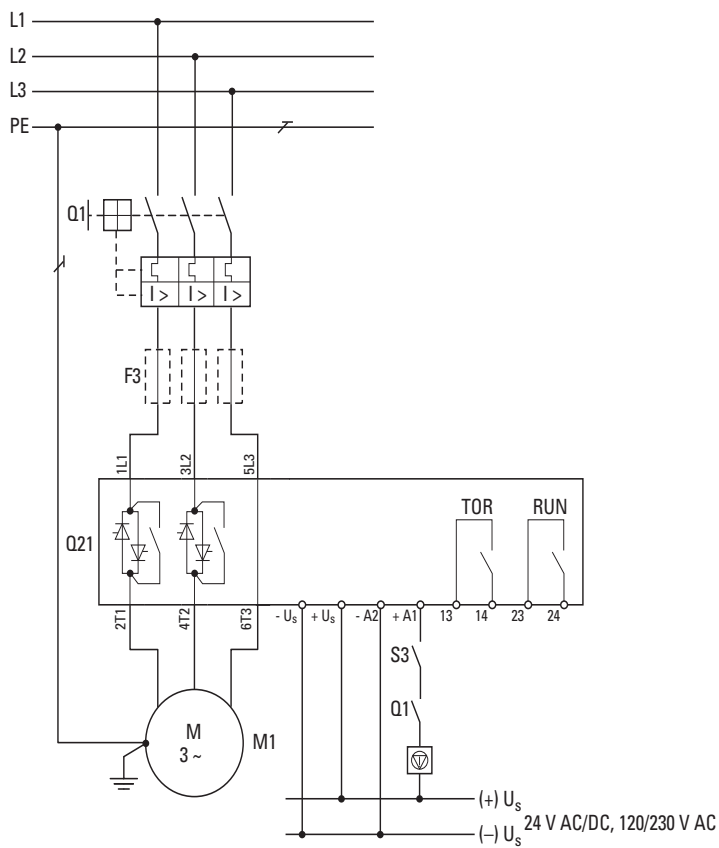 L1
L2
L3
PE
Q1
I > I > I >
F3
1L1 3L2 5L3
TOR RUN
Q21
2T1 4T2 6T3
- Us + Us - A2 + A1 13 14 23 24
S3
Q1
M
3 ~
M1
(+) Us
(–) Us
24 V AC/DC, 120/230 V AC